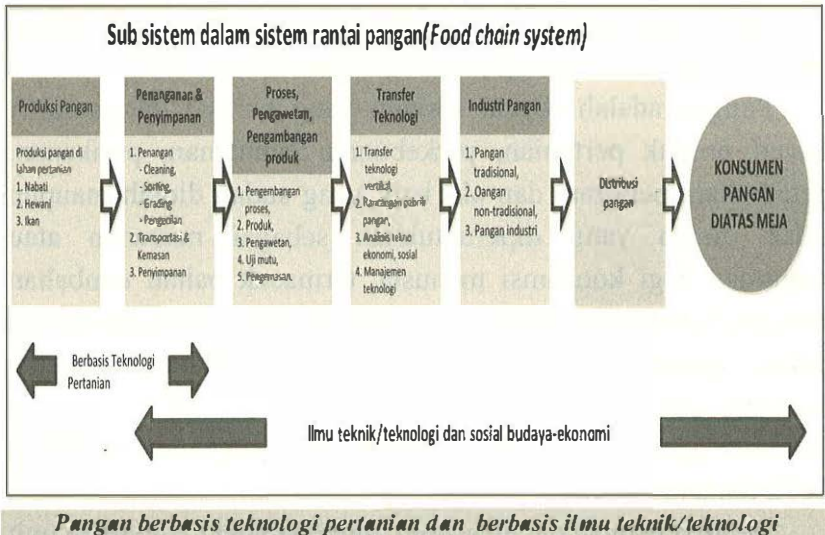 Sub sistem dalam sistem rantai pangan(Food chain system)
Produksi Pangan
Produksi pangan di
lahan pertanian
1. Nabati
2. Hewani
3. Ikan
Penanganan &
Penyimpanan
1. Penangan
- Cleaning,
- Sorting,
- Grading
- Pengecilan
2. Transportasi &
Kemasan
3. Penyimpanan
Proses,
Pengawetan,
Pengambangan
produk
1. Pengembangan
proses,
2. Produk,
3. Pengawetan,
4. Uji mutu,
5. Pengemasan,
Transfer
Teknologi
1. Transfer
teknologi
vertikal,
2. Rancangan pabrik
pangan,
3. Analisis tekno
ekonomi, sosial
4. Manajemen
teknologi
Industri Pangan
1. Pangan
tradisional,
2. Oangan
non-tradisional,
3. Pangan industri
Distribusi
pangan
KONSUMEN
PANGAN
DIATAS MEJA
Berbasis Teknologi
Pertanian
Ilmu teknik/teknologi dan sosial budaya-ekonomi
Pangan berbasis teknologi pertanian dan berbasis ilmu teknik/teknologi